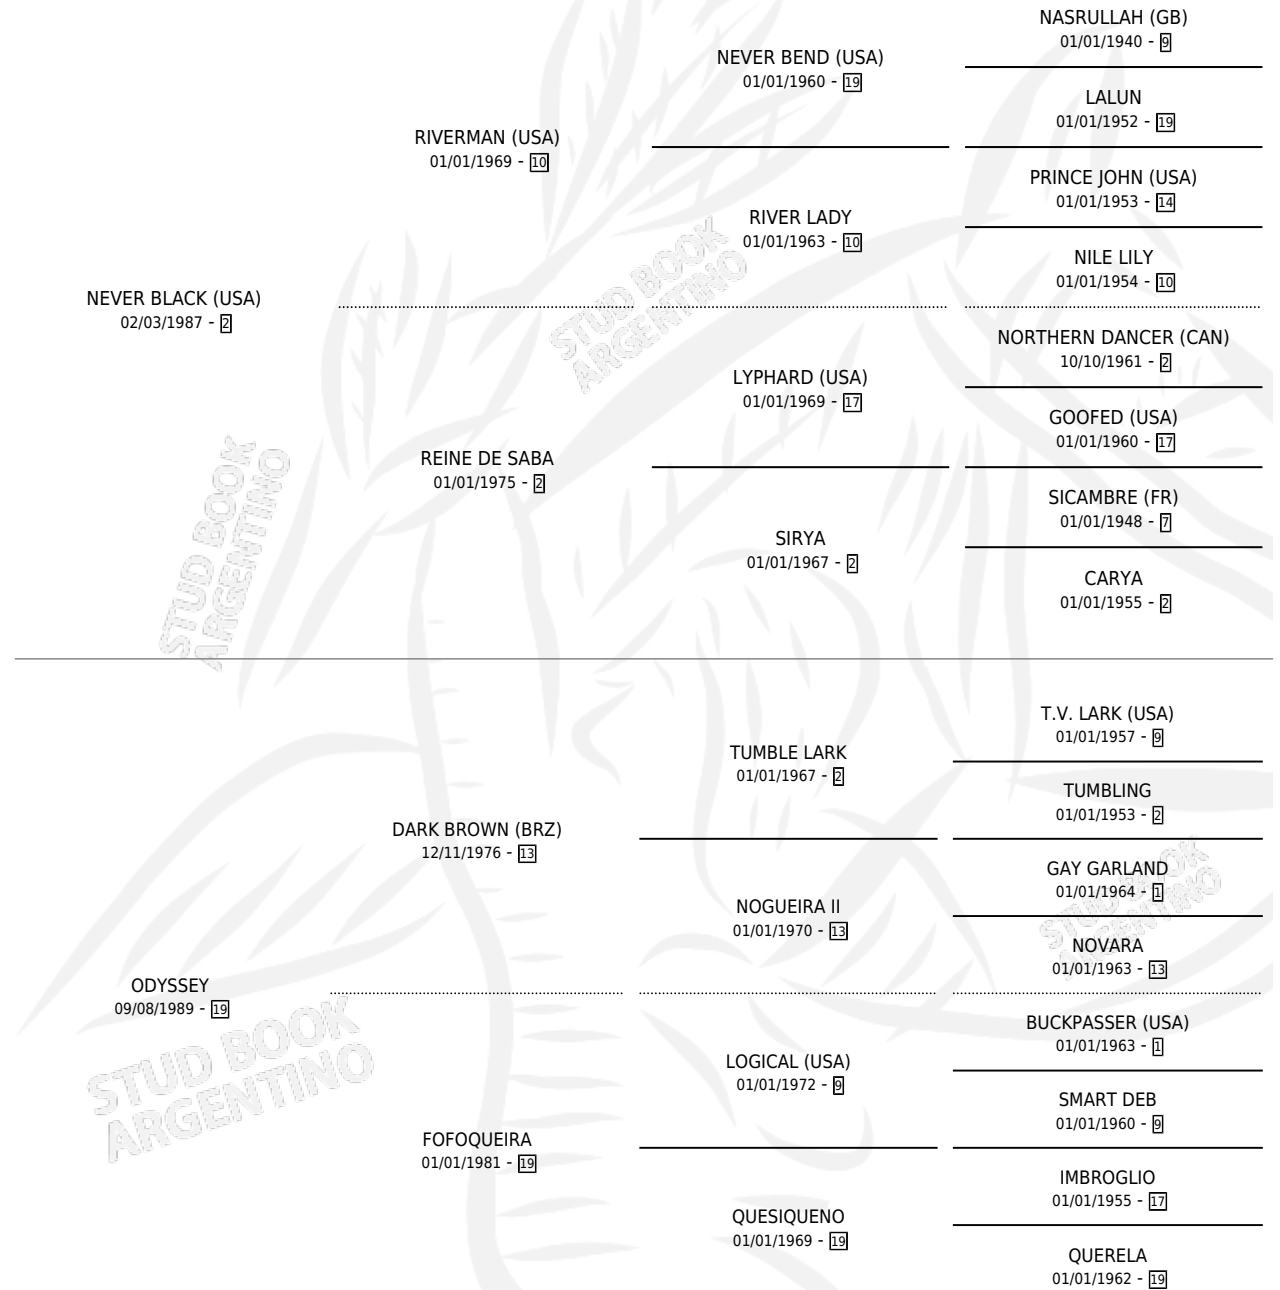 NASRULLAH (GB)
01/01/1940 - 9
NEVER BEND (USA)
01/01/1960 - 19
LALUN
01/01/1952 - 19
RIVERMAN (USA)
01/01/1969 - 10
PRINCE JOHN (USA)
01/01/1953 - 14
RIVER LADY
01/01/1963 - 10
NILE LILY
01/01/1954 - 10
NEVER BLACK (USA)
02/03/1987 - 2
STUD BOOK
ARGENTINO
NORTHERN DANCER (CAN)
10/10/1961 - 2
LYPHARD (USA)
01/01/1969 - 17
GOOFED (USA)
01/01/1960 - 17
REINE DE SABA
01/01/1975 - 2
SICAMBRE (FR)
01/01/1948 - 7
SIRYA
01/01/1967 - 2
CARYA
01/01/1955 - 2
STUD BOOK
ARGENTINO
T.V. LARK (USA)
01/01/1957 - 9
TUMBLE LARK
01/01/1967 - 2
TUMBLING
01/01/1953 - 2
DARK BROWN (BRZ)
12/11/1976 - 13
GAY GARLAND
01/01/1964 - 1
NOGUEIRA II
01/01/1970 - 13
STUD BOOK
ARGENTINO
NOVARA
01/01/1963 - 13
ODYSSEY
09/08/1989 - 19
STUD BOOK
ARGENTINO
BUCKPASSER (USA)
01/01/1963 - 1
LOGICAL (USA)
01/01/1972 - 9
SMART DEB
01/01/1960 - 9
FOFOQUEIRA
01/01/1981 - 19
IMBROGLIO
01/01/1955 - 17
QUESIQUENO
01/01/1969 - 19
QUERELA
01/01/1962 - 19